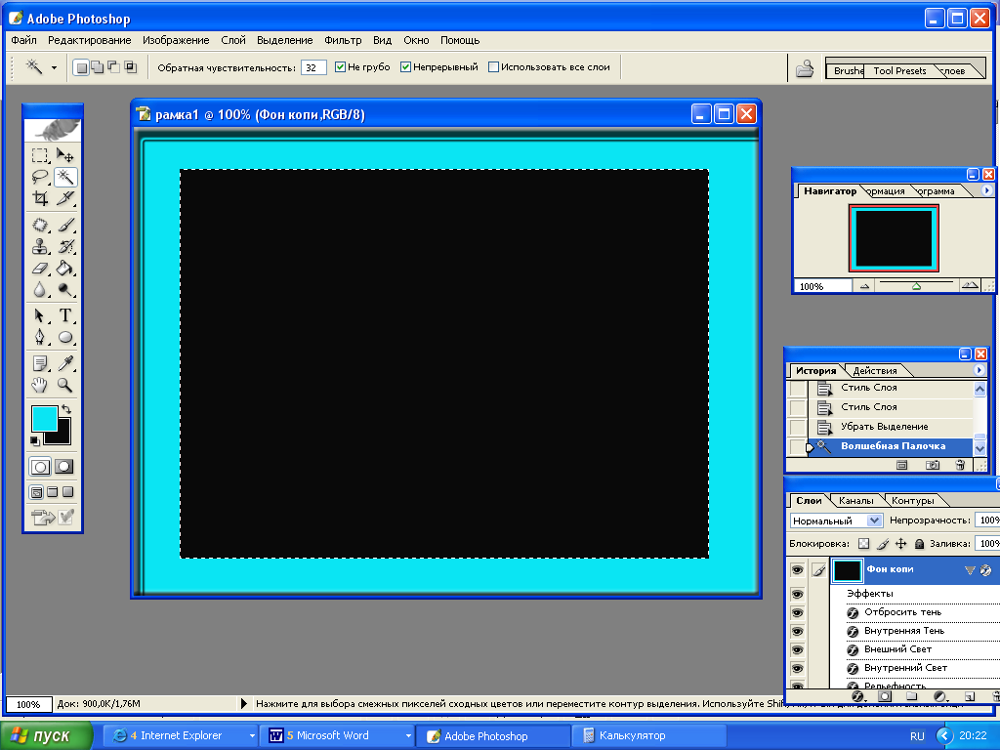 Adobe Photoshop
Файл Редактирование Изображение Слой Выделение Фильтр Вид Окно Помощь
Обратная чувствительность: 32 Не грубо Непрерывный Использовать все слои
Brushe Tool Presets слоев
рамка1 @ 100% (Фон копи,RGB/8)
Навигатор ормация ограмма
100%
История Действия
Стиль Слоя
Стиль Слоя
Убрать Выделение
Волшебная Палочка
Слои Каналы Контуры
Нормальный Непрозрачность: 100%
Блокировка: Заливка: 100%
Фон копи
Эффекты
Отбросить тень
Внутренняя Тень
Внешний Свет
Внутренний Свет
Рельефность
100% Док: 900,0K/1,76M Нажмите для выбора смежных пикселей сходных цветов или переместите контур выделения. Используйте Shift
пуск 4 Internet Explorer 5 Microsoft Word Adobe Photoshop Калькулятор RU 20:22